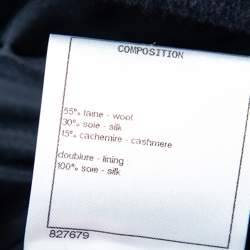 COMPOSITION
55% laine - wool
30% soie - silk
15% cachemire - cashmere
doublure - lining :
100% soie - silk
827679